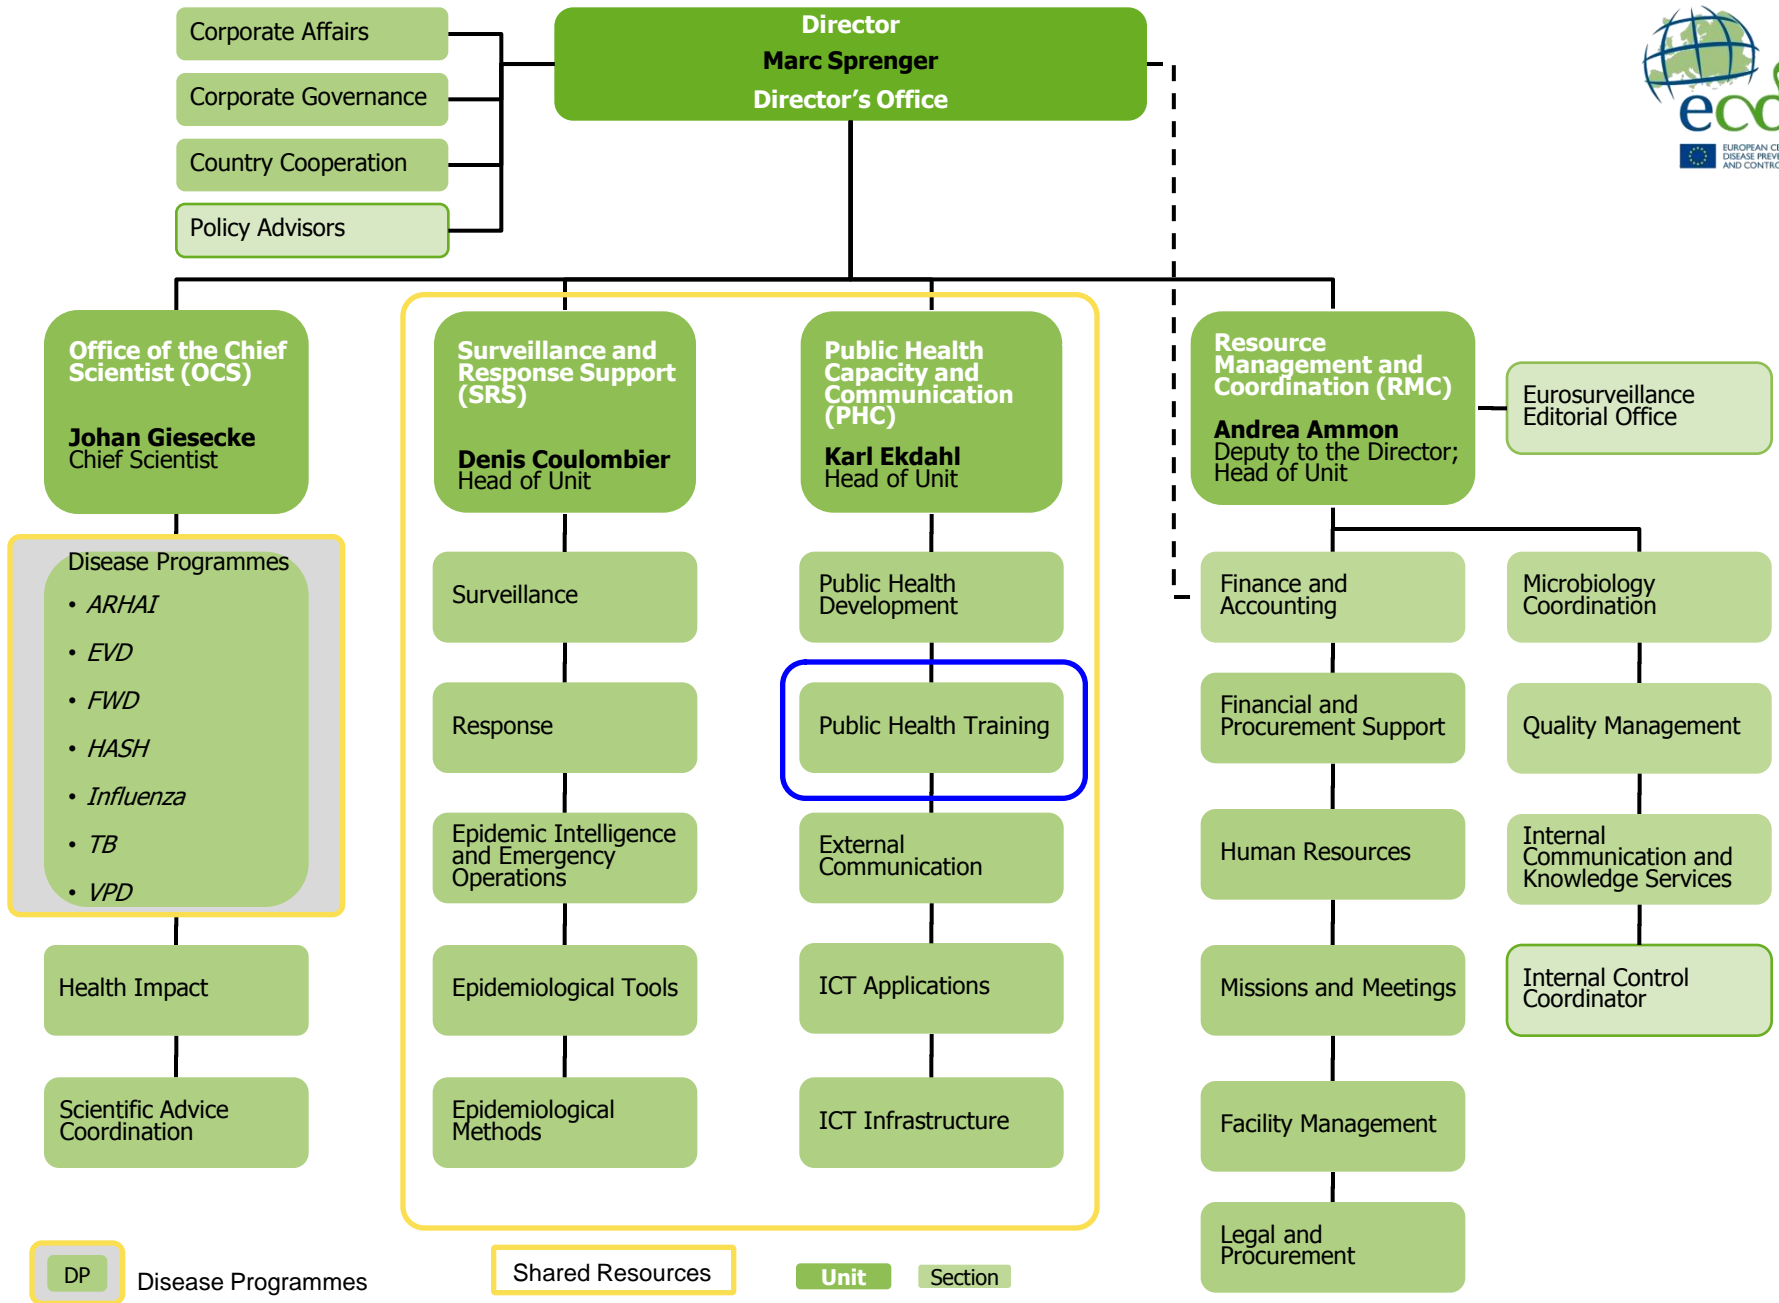 Corporate Affairs
Corporate Governance
Country Cooperation
Policy Advisors
Director
Marc Sprenger
Director's Office
EUROPEAN
DISEASE
AND
Office of the Chief
Scientist (OCS)
Johan Giesecke
Chief Scientist
Surveillance and
Response Support
(SRS)
Denis Coulombier
Head of Unit
Public Health
Capacity and
Communication
(PHC)
Karl Ekdahl
Head of Unit
Resource
Management and
Coordination (RMC)
Andrea Ammon
Deputy to the Director;
Head of Unit
Eurosurveillance
Editorial Office
Disease Programmes
• ARHAI
• EVD
• FWD
• HASH
• Influenza
• TB
• VPD
Health Impact
Scientific Advice
Coordination
Surveillance
Response
Epidemic Intelligence
and Emergency
Operations
Epidemiological Tools
Epidemiological
Methods
Public Health
Development
Public Health Training
External
Communication
ICT Applications
ICT Infrastructure
Finance and
Accounting
Financial and
Procurement Support
Human Resources
Missions and Meetings
Facility Management
Legal and
Procurement
Microbiology
Coordination
Quality Management
Internal
Communication and
Knowledge Services
Internal Control
Coordinator
DP
Disease Programmes
Shared Resources
Unit
Section